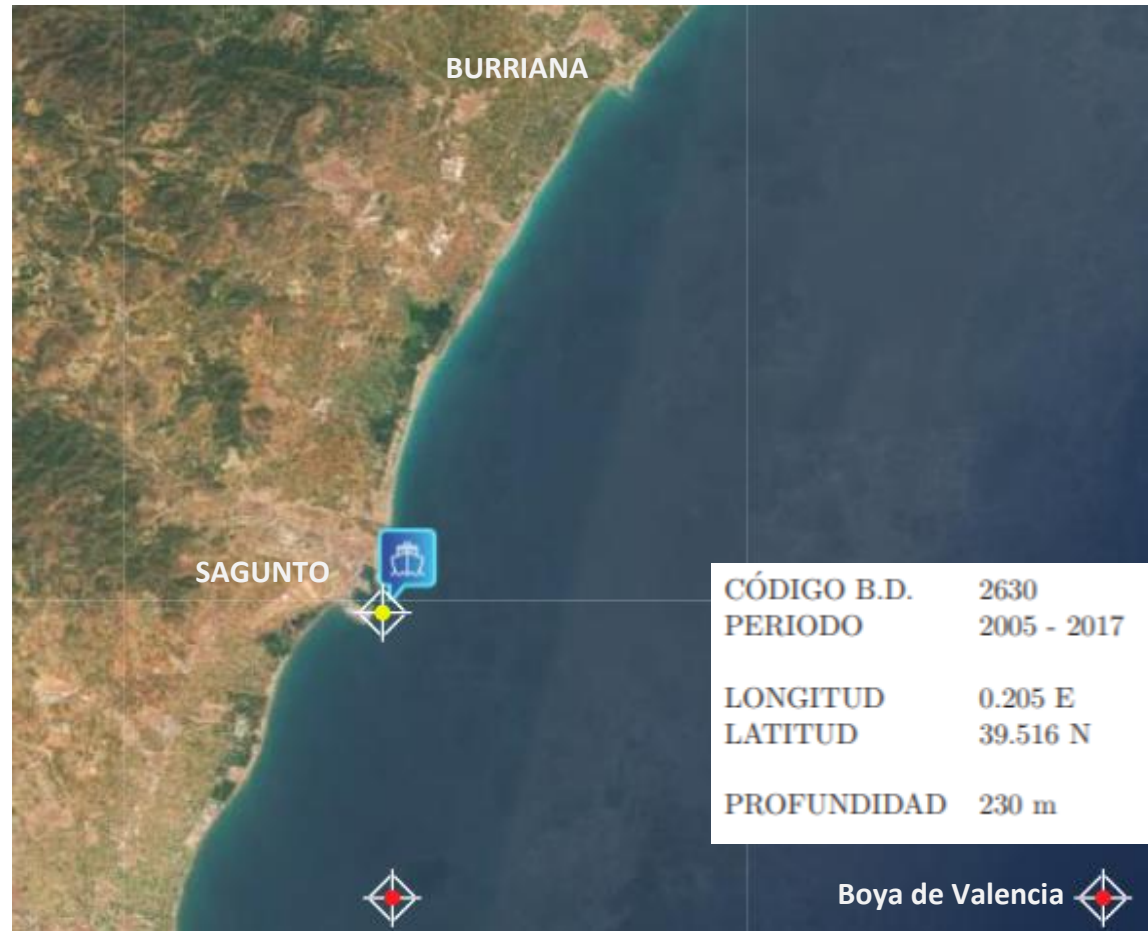 BURRIANA
SAGUNTO
CÓDIGO B.D. 2630
PERIODO 2005 - 2017
LONGITUD 0.205 E
LATITUD 39.516 N
PROFUNDIDAD 230 m
Boya de Valencia